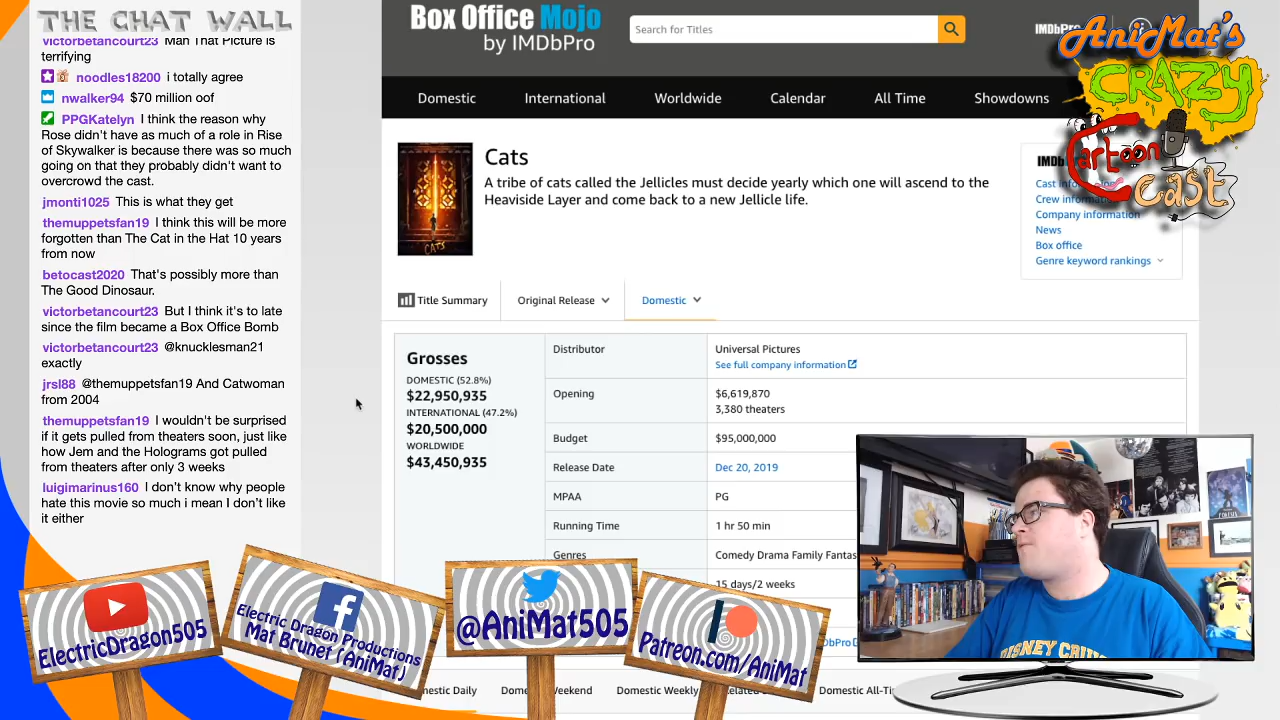 THE CHAT WALL
victorbetancourt23 Man That Picture is
terrifying
noodles18200 i totally agree
nwalker94 $70 million oof
PPGKatelyn I think the reason why
Rose didn't have as much of a role in Rise
of Skywalker is because there was so much
going on that they probably didn't want to
overcrowd the cast.
jmonti1025 This is what they get
themuppetsfan19 I think this will be more
forgotten than The Cat in the Hat 10 years
from now
betocast2020 That's possibly more than
The Good Dinosaur.
victorbetancourt23 But I think it's to late
since the film became a Box Office Bomb
victorbetancourt23 @knucklesman21
exactly
jrsl88 @themuppetsfan19 And Catwoman
from 2004
themuppetsfan19 I wouldn't be surprised
if it gets pulled from theaters soon, just like
how Jem and the Holograms got pulled
from theaters after only 3 weeks
luigimarinus160 I don't know why people
hate this movie so much i mean I don't like
it either
Box Office Mojo
by IMDbPro
Search for Titles
AniMat's
CRAZY
Cartoon
Cast
Domestic International Worldwide Calendar All Time Showdowns
CATS
Cats
A tribe of cats called the Jellicles must decide yearly which one will ascend to the
Heaviside Layer and come back to a new Jellicle life.
Cast
Crew
Company information
News
Box office
Genre keyword rankings
Title Summary Original Release Domestic
Grosses
DOMESTIC (52.8%)
$22,950,935
INTERNATIONAL (47.2%)
$20,500,000
WORLDWIDE
$43,450,935
Distributor Universal Pictures
See full company information
Opening $6,619,870
3,380 theaters
Budget $95,000,000
Release Date Dec 20, 2019
MPAA PG
Running Time 1 hr 50 min
Genres Comedy Drama Family
15 days/2 weeks
Daily
Domestic Weekly
DISNEY
ElectricDragon505
Electric Dragon Productions
Mat Brunet (AniMat)
@AniMat505
Patreon.com/AniMat